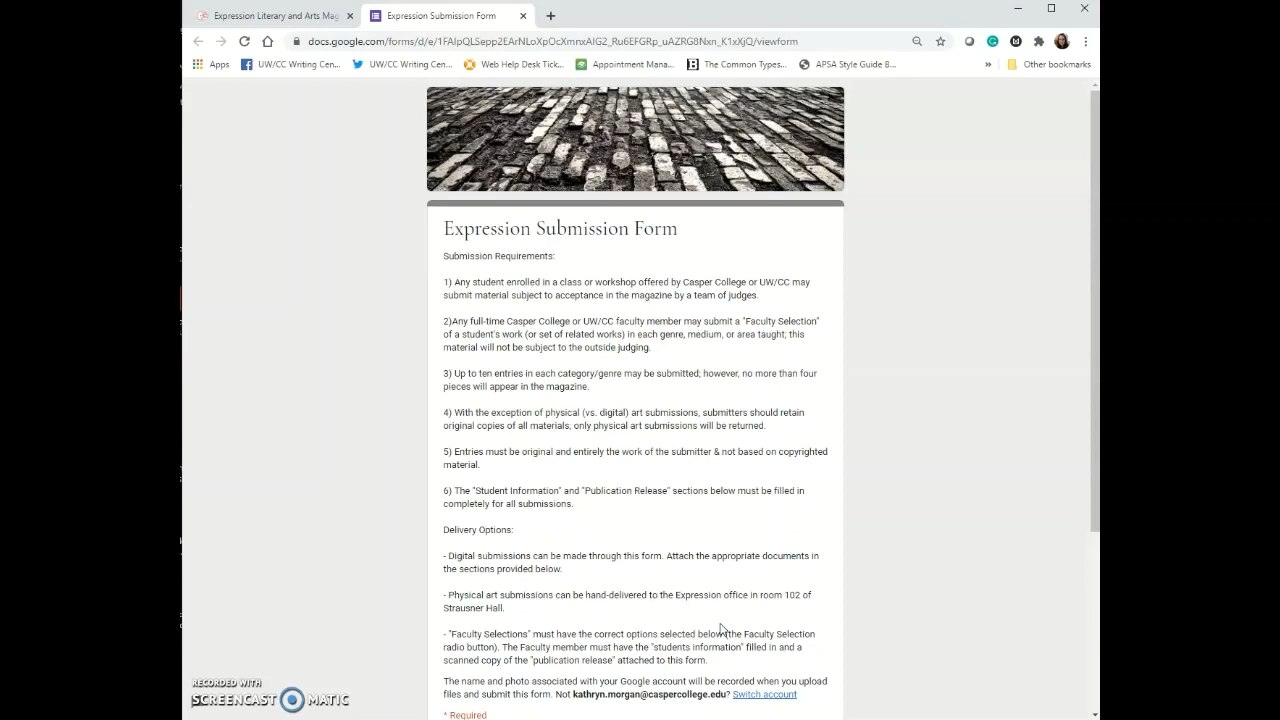 Expression Literary and Arts Mag
Expression Submission Form
docs.google.com/forms/d/e/1FAIpQLSepp2EArNLoXpOcXmnxAIG2_Ru6EFGRp_uAZRG8Nxn_K1xXjQ/viewform
Apps
UW/CC Writing Cen...
UW/CC Writing Cen...
Web Help Desk Tick...
Appointment Mana...
The Common Types...
APSA Style Guide B...
»
Other bookmarks
Expression Submission Form
Submission Requirements:
1) Any student enrolled in a class or workshop offered by Casper College or UW/CC may
submit material subject to acceptance in the magazine by a team of judges.
2)Any full-time Casper College or UW/CC faculty member may submit a "Faculty Selection"
of a student's work (or set of related works) in each genre, medium, or area taught; this
material will not be subject to the outside judging.
3) Up to ten entries in each category/genre may be submitted; however, no more than four
pieces will appear in the magazine.
4) With the exception of physical (vs. digital) art submissions, submitters should retain
original copies of all materials; only physical art submissions will be returned.
5) Entries must be original and entirely the work of the submitter & not based on copyrighted
material.
6) The "Student Information" and "Publication Release" sections below must be filled in
completely for all submissions.
Delivery Options:
- Digital submissions can be made through this form. Attach the appropriate documents in
the sections provided below.
- Physical art submissions can be hand-delivered to the Expression office in room 102 of
Strausner Hall.
- "Faculty Selections" must have the correct options selected below (the Faculty Selection
radio button). The Faculty member must have the "students information" filled in and a
scanned copy of the "publication release" attached to this form.
The name and photo associated with your Google account will be recorded when you upload
files and submit this form. Not kathryn.morgan@caspercollege.edu? Switch account
* Required
RECORDED WITH
SCREENCAST MATIC